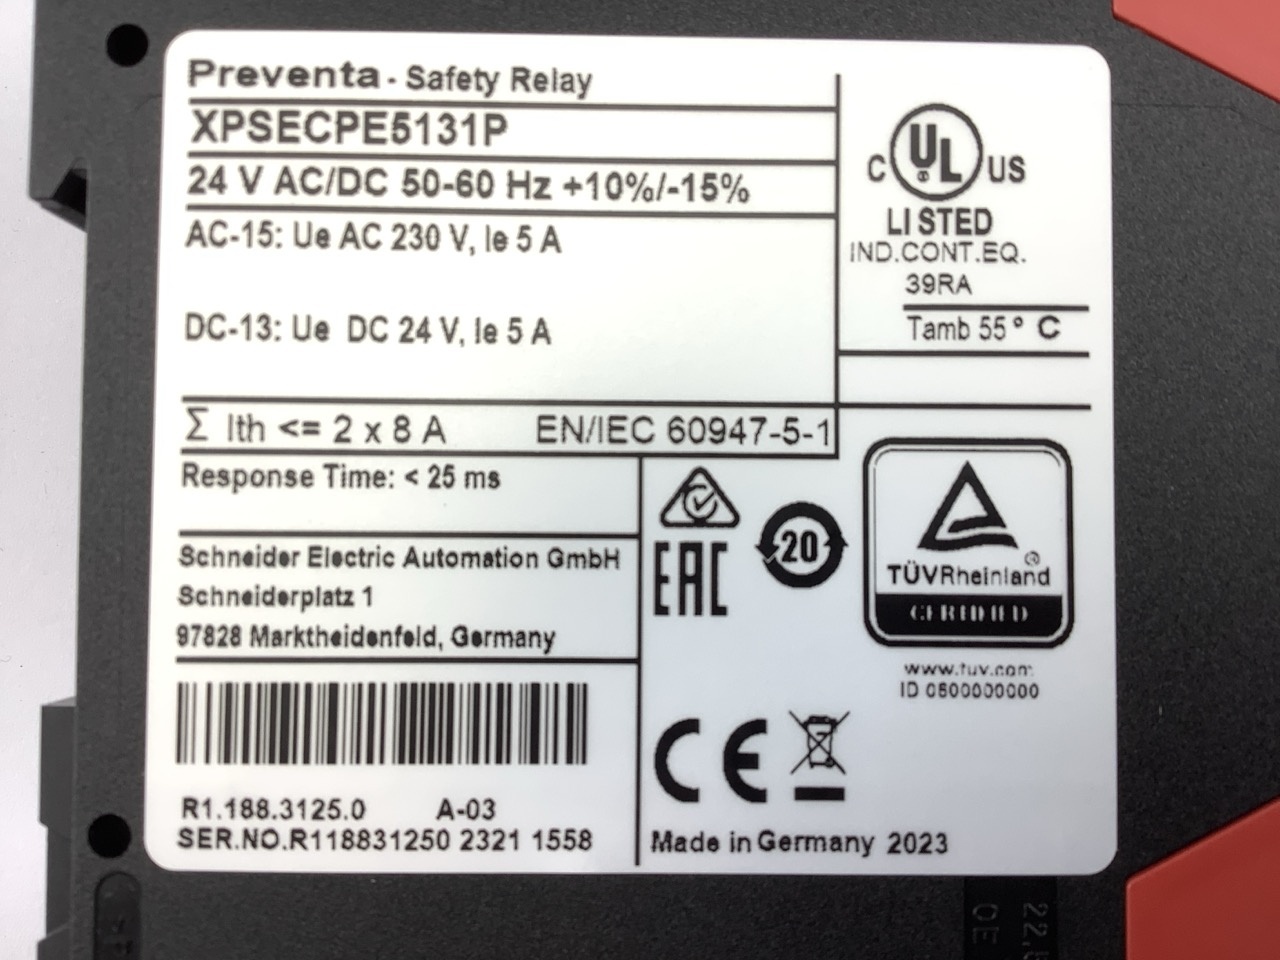 Preventa - Safety Relay
XPSECPE5131P
24 V AC/DC 50-60 Hz +10%/-15%
AC-15: Ue AC 230 V, Ie 5 A
DC-13: Ue DC 24 V, Ie 5 A
C UL ® US
LISTED
IND.CONT.EQ.
39RA
Tamb 55° C
Σ Ith <= 2 x 8 A EN/IEC 60947-5-1
Response Time: < 25 ms
Schneider Electric Automation GmbH
Schneiderplatz 1
97828 Marktheidenfeld, Germany
EAC
20
TÜVRheinland ®
CERTIFIED
www.tuv.com
ID 0600000000
CE
R1.188.3125.0 A-03
SER.NO.R118831250 2321 1558
Made in Germany 2023
OE